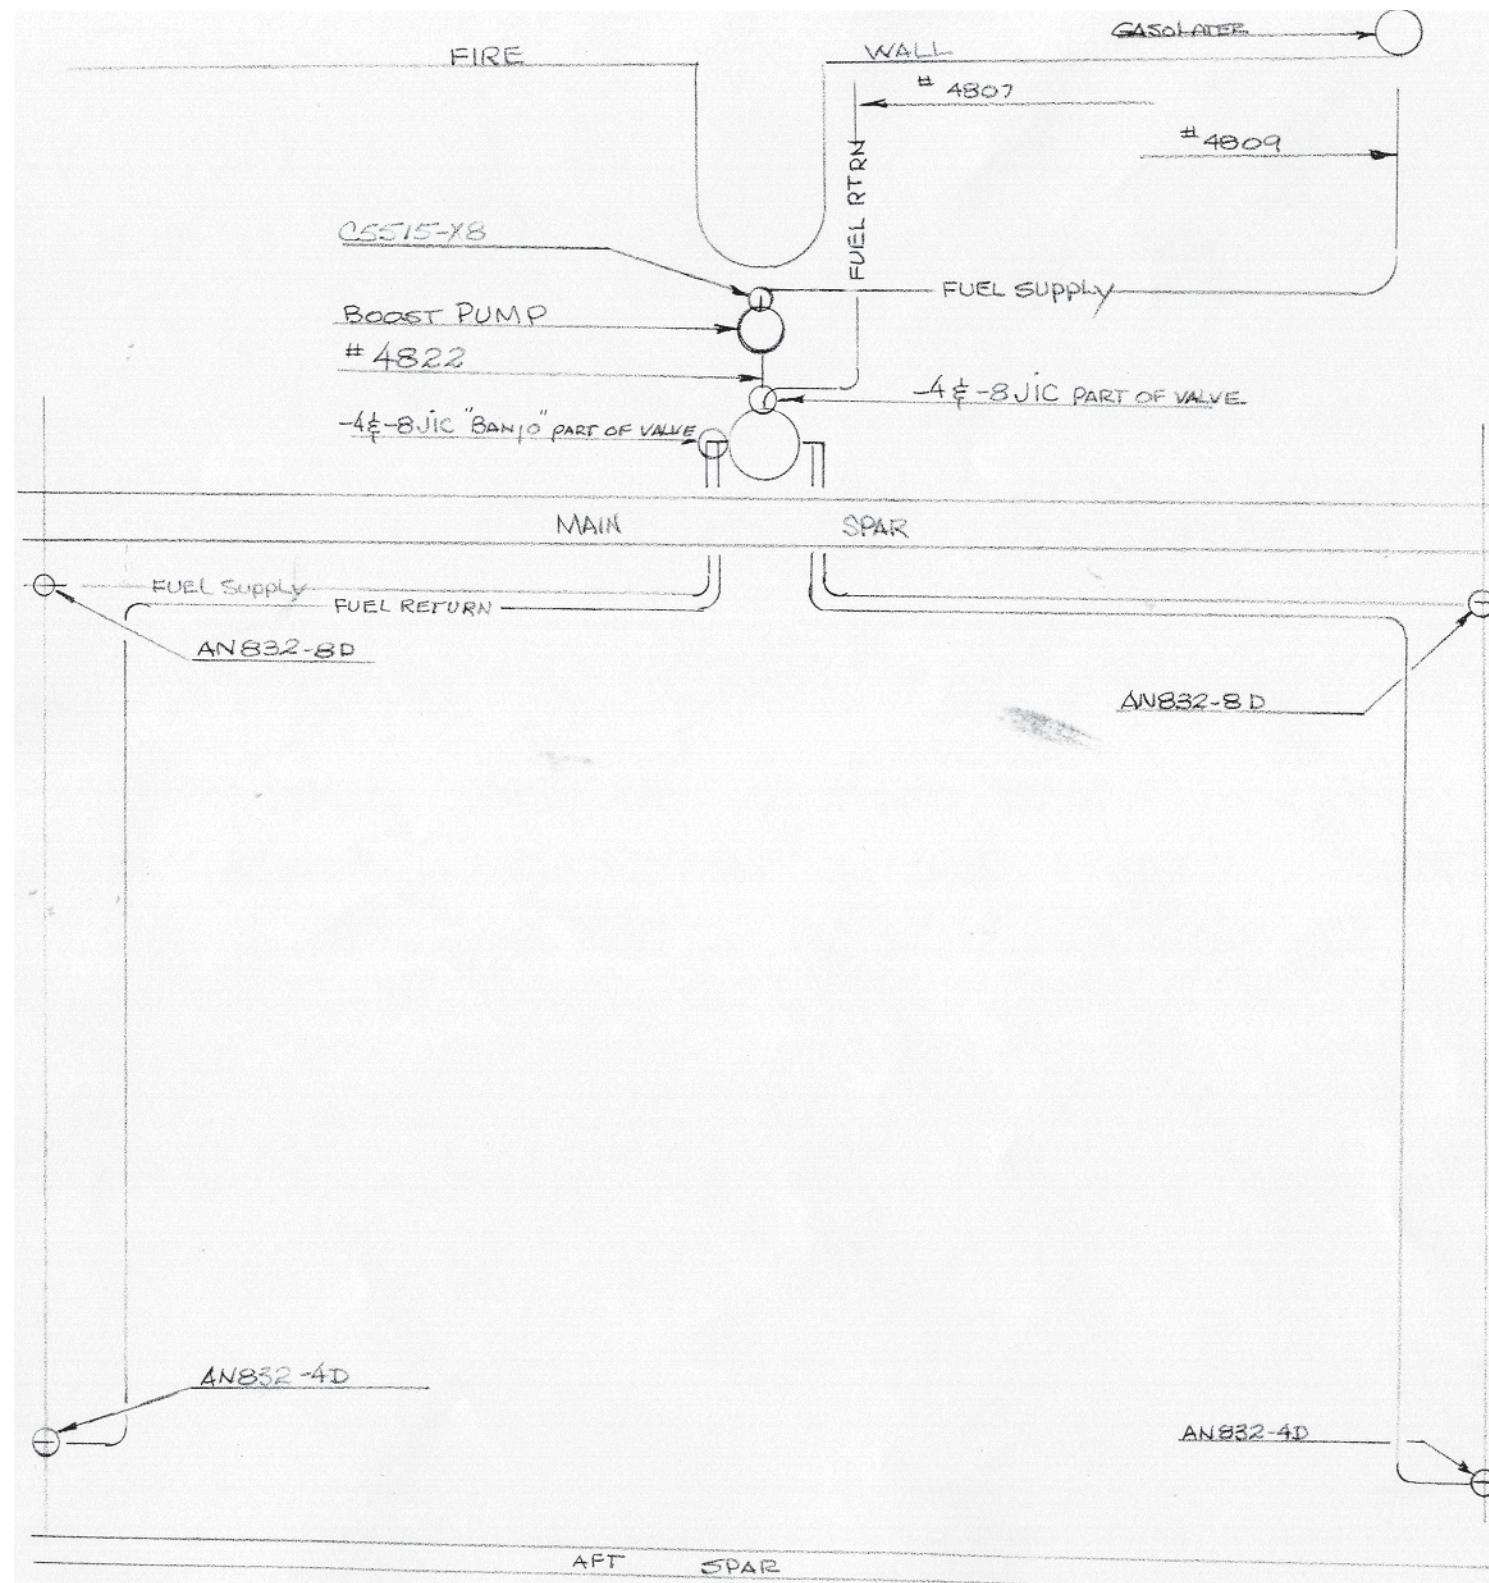 GASOLATER
FIRE WALL
# 4807
# 4809
FUEL RTRN
C5515-X8
FUEL SUPPLY
BOOST PUMP
# 4822
-4 & -8 JIC PART OF VALVE
-4 & -8 JIC "BANJO" PART OF VALVE
MAIN SPAR
FUEL SUPPLY
FUEL RETURN
AN832-8D
AN832-8D
AN832-4D
AN832-4D
AFT SPAR